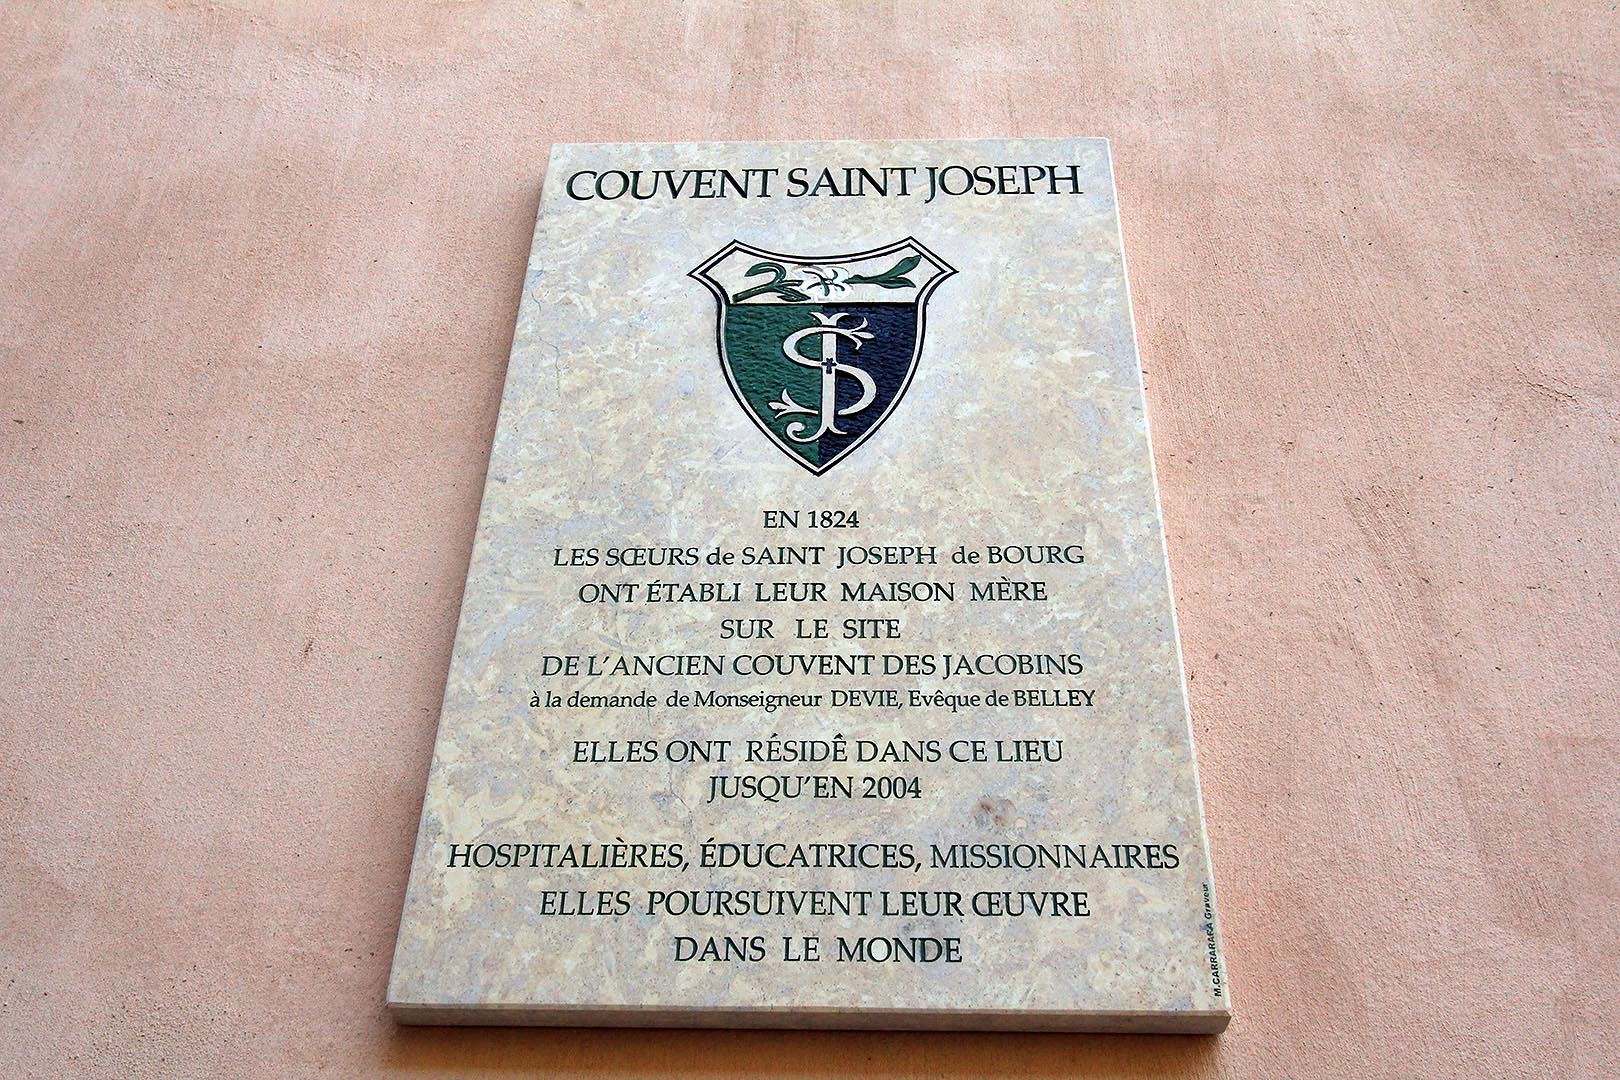 COUVENT SAINT JOSEPH
JS
EN 1824
LES SŒURS de SAINT JOSEPH de BOURG
ONT ÉTABLI LEUR MAISON MÈRE
SUR LE SITE
DE L'ANCIEN COUVENT DES JACOBINS
à la demande de Monseigneur DEVIE, Evêque de BELLEY
ELLES ONT RÉSIDÊ DANS CE LIEU
JUSQU'EN 2004
HOSPITALIÈRES, ÉDUCATRICES, MISSIONNAIRES
ELLES POURSUIVENT LEUR ŒUVRE
DANS LE MONDE
M.CARRARARA Graveur